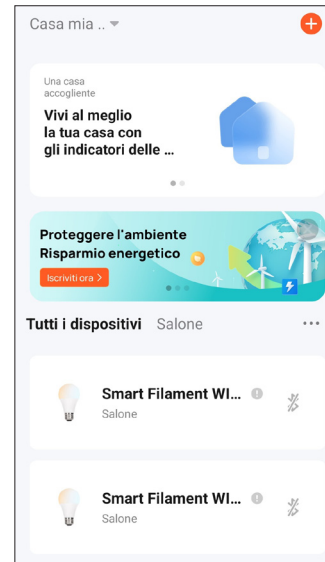 Casa mia ..
Una casa
accogliente
Vivi al meglio
la tua casa con
gli indicatori delle ...
Proteggere l'ambiente
Risparmio energetico
Iscriviti ora >
Tutti i dispositivi Salone
Smart Filament WI...
Salone
Smart Filament WI...
Salone